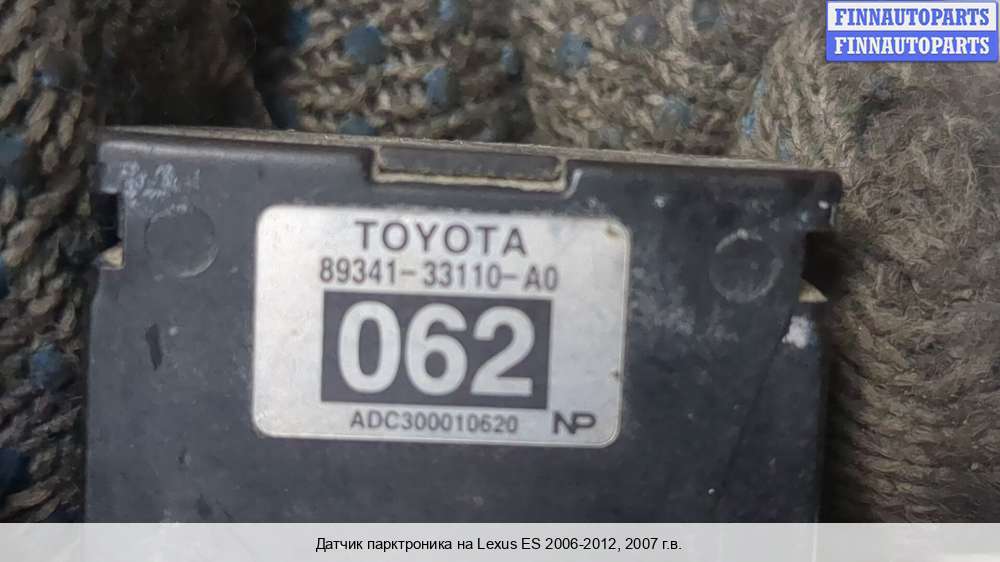 FINNAUTOPARTS
FINNAUTOPARTS
TOYOTA
89341-33110-A0
062
ADC300010620 NP
Датчик парктроника на Lexus ES 2006-2012, 2007 г.в.